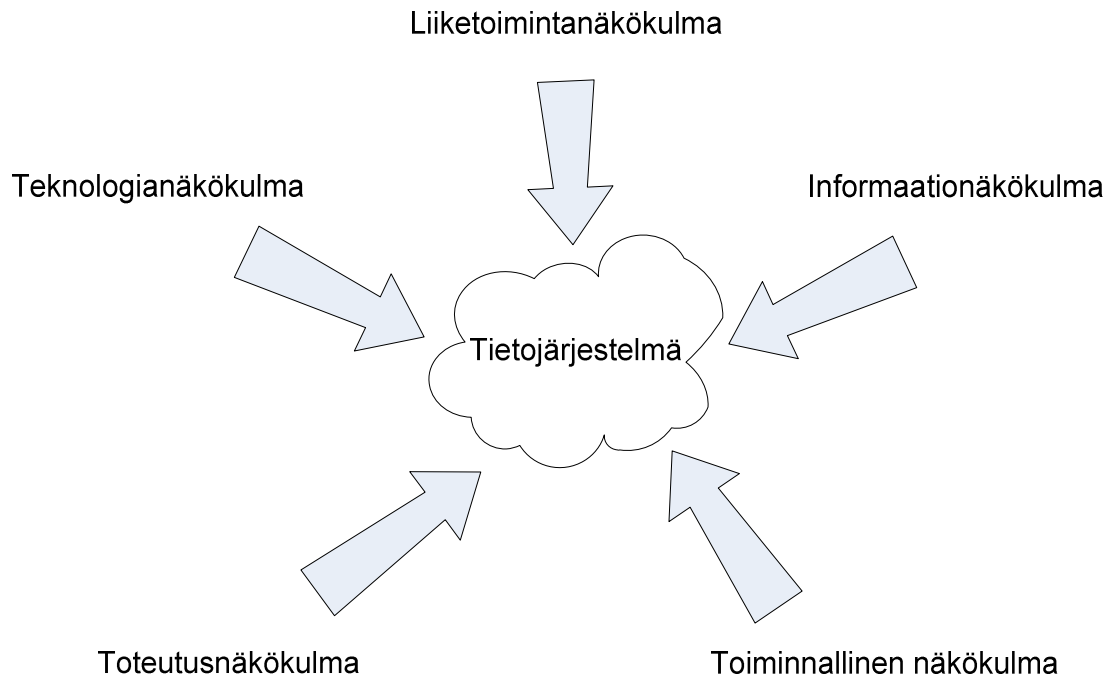 Liiketoimintanäkökulma
Teknologianäkökulma
Informaationäkökulma
Tietojärjestelmä
Toteutusnäkökulma
Toiminnallinen näkökulma